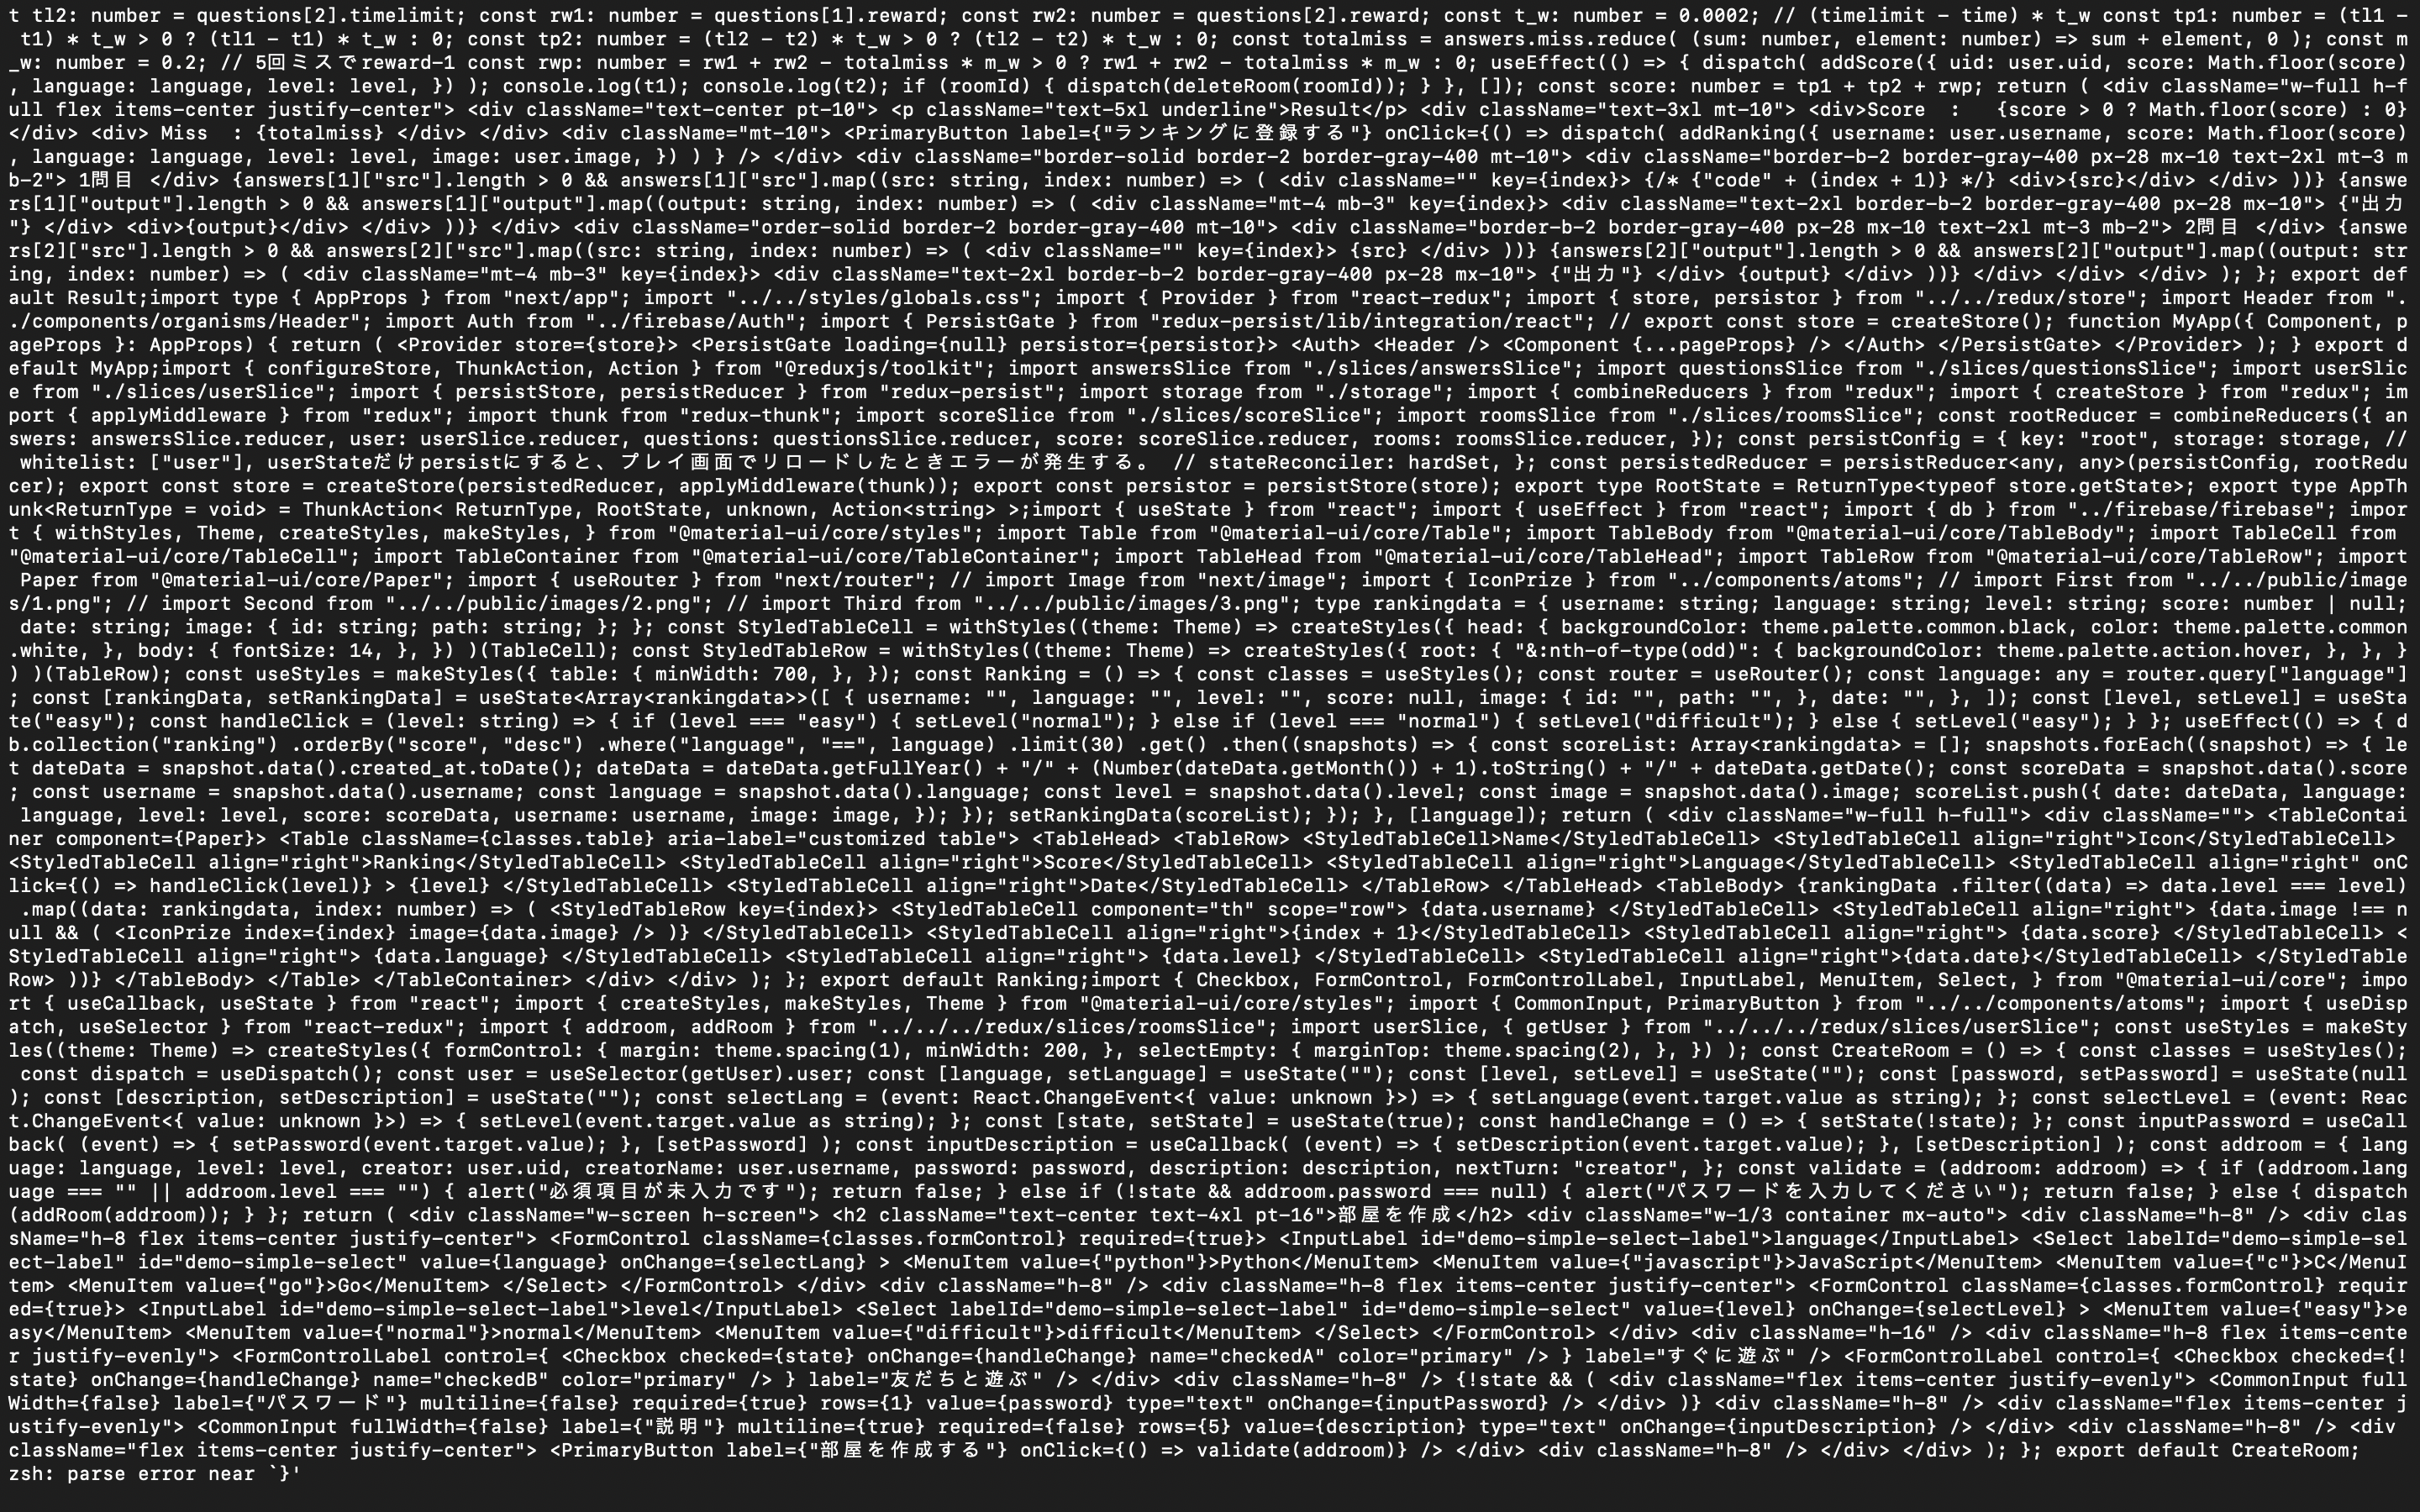 t tl2: number = questions[2].timelimit; const rw1: number = questions[1].reward; const rw2: number = questions[2].reward; const t_w: number = 0.0002; // (timelimit - time) * t_w const tp1: number = (tl1 -
 t1) * t_w > 0 ? (tl1 - t1) * t_w : 0; const tp2: number = (tl2 - t2) * t_w > 0 ? (tl2 - t2) * t_w : 0; const totalmiss = answers.miss.reduce( (sum: number, element: number) => sum + element, 0 ); const m
_w: number = 0.2; // 5回ミスでreward-1 const rwp: number = rw1 + rw2 - totalmiss * m_w > 0 ? rw1 + rw2 - totalmiss * m_w : 0; useEffect(() => { dispatch( addScore({ uid: user.uid, score: Math.floor(score)
, language: language, level: level, }) ); console.log(t1); console.log(t2); if (roomId) { dispatch(deleteRoom(roomId)); } }, []); const score: number = tp1 + tp2 + rwp; return ( <div className="w-full h-f
ull flex items-center justify-center"> <div className="text-center pt-10"> <p className="text-5xl underline">Result</p> <div className="text-3xl mt-10"> <div>Score  :   {score > 0 ? Math.floor(score) : 0}
</div> <div> Miss  : {totalmiss} </div> </div> <div className="mt-10"> <PrimaryButton label={"ランキングに登録する"} onClick={() => dispatch( addRanking({ username: user.username, score: Math.floor(score)
, language: language, level: level, image: user.image, }) ) } /> </div> <div className="border-solid border-2 border-gray-400 mt-10"> <div className="border-b-2 border-gray-400 px-28 mx-10 text-2xl mt-3 m
b-2"> 1問目 </div> {answers[1]["src"].length > 0 && answers[1]["src"].map((src: string, index: number) => ( <div className="" key={index}> {/* {"code" + (index + 1)} */} <div>{src}</div> </div> ))} {answe
rs[1]["output"].length > 0 && answers[1]["output"].map((output: string, index: number) => ( <div className="mt-4 mb-3" key={index}> <div className="text-2xl border-b-2 border-gray-400 px-28 mx-10"> {"出力
"} </div> <div>{output}</div> </div> ))} </div> <div className="order-solid border-2 border-gray-400 mt-10"> <div className="border-b-2 border-gray-400 px-28 mx-10 text-2xl mt-3 mb-2"> 2問目 </div> {answe
rs[2]["src"].length > 0 && answers[2]["src"].map((src: string, index: number) => ( <div className="" key={index}> {src} </div> ))} {answers[2]["output"].length > 0 && answers[2]["output"].map((output: str
ing, index: number) => ( <div className="mt-4 mb-3" key={index}> <div className="text-2xl border-b-2 border-gray-400 px-28 mx-10"> {"出力"} </div> {output} </div> ))} </div> </div> </div> ); }; export def
ault Result;import type { AppProps } from "next/app"; import "../../styles/globals.css"; import { Provider } from "react-redux"; import { store, persistor } from "../../redux/store"; import Header from ".
./components/organisms/Header"; import Auth from "../firebase/Auth"; import { PersistGate } from "redux-persist/lib/integration/react"; // export const store = createStore(); function MyApp({ Component, p
ageProps }: AppProps) { return ( <Provider store={store}> <PersistGate loading={null} persistor={persistor}> <Auth> <Header /> <Component {...pageProps} /> </Auth> </PersistGate> </Provider> ); } export d
efault MyApp;import { configureStore, ThunkAction, Action } from "@reduxjs/toolkit"; import answersSlice from "./slices/answersSlice"; import questionsSlice from "./slices/questionsSlice"; import userSlic
e from "./slices/userSlice"; import { persistStore, persistReducer } from "redux-persist"; import storage from "./storage"; import { combineReducers } from "redux"; import { createStore } from "redux"; im
port { applyMiddleware } from "redux"; import thunk from "redux-thunk"; import scoreSlice from "./slices/scoreSlice"; import roomsSlice from "./slices/roomsSlice"; const rootReducer = combineReducers({ an
swers: answersSlice.reducer, user: userSlice.reducer, questions: questionsSlice.reducer, score: scoreSlice.reducer, rooms: roomsSlice.reducer, }); const persistConfig = { key: "root", storage: storage, //
 whitelist: ["user"], userStateだけpersistにすると、プレイ画面でリロードしたときエラーが発生する。 // stateReconciler: hardSet, }; const persistedReducer = persistReducer<any, any>(persistConfig, rootRedu
cer); export const store = createStore(persistedReducer, applyMiddleware(thunk)); export const persistor = persistStore(store); export type RootState = ReturnType<typeof store.getState>; export type AppTh
unk<ReturnType = void> = ThunkAction< ReturnType, RootState, unknown, Action<string> >;import { useState } from "react"; import { useEffect } from "react"; import { db } from "../firebase/firebase"; impor
t { withStyles, Theme, createStyles, makeStyles, } from "@material-ui/core/styles"; import Table from "@material-ui/core/Table"; import TableBody from "@material-ui/core/TableBody"; import TableCell from 
"@material-ui/core/TableCell"; import TableContainer from "@material-ui/core/TableContainer"; import TableHead from "@material-ui/core/TableHead"; import TableRow from "@material-ui/core/TableRow"; import
 Paper from "@material-ui/core/Paper"; import { useRouter } from "next/router"; // import Image from "next/image"; import { IconPrize } from "../components/atoms"; // import First from "../../public/image
s/1.png"; // import Second from "../../public/images/2.png"; // import Third from "../../public/images/3.png"; type rankingdata = { username: string; language: string; level: string; score: number | null;
 date: string; image: { id: string; path: string; }; }; const StyledTableCell = withStyles((theme: Theme) => createStyles({ head: { backgroundColor: theme.palette.common.black, color: theme.palette.common
.white, }, body: { fontSize: 14, }, }) )(TableCell); const StyledTableRow = withStyles((theme: Theme) => createStyles({ root: { "&:nth-of-type(odd)": { backgroundColor: theme.palette.action.hover, }, }, }
) )(TableRow); const useStyles = makeStyles({ table: { minWidth: 700, }, }); const Ranking = () => { const classes = useStyles(); const router = useRouter(); const language: any = router.query["language"]
; const [rankingData, setRankingData] = useState<Array<rankingdata>>([ { username: "", language: "", level: "", score: null, image: { id: "", path: "", }, date: "", }, ]); const [level, setLevel] = useSta
te("easy"); const handleClick = (level: string) => { if (level === "easy") { setLevel("normal"); } else if (level === "normal") { setLevel("difficult"); } else { setLevel("easy"); } }; useEffect(() => { d
b.collection("ranking") .orderBy("score", "desc") .where("language", "==", language) .limit(30) .get() .then((snapshots) => { const scoreList: Array<rankingdata> = []; snapshots.forEach((snapshot) => { le
t dateData = snapshot.data().created_at.toDate(); dateData = dateData.getFullYear() + "/" + (Number(dateData.getMonth()) + 1).toString() + "/" + dateData.getDate(); const scoreData = snapshot.data().score
; const username = snapshot.data().username; const language = snapshot.data().language; const level = snapshot.data().level; const image = snapshot.data().image; scoreList.push({ date: dateData, language:
 language, level: level, score: scoreData, username: username, image: image, }); }); setRankingData(scoreList); }); }, [language]); return ( <div className="w-full h-full"> <div className=""> <TableContai
ner component={Paper}> <Table className={classes.table} aria-label="customized table"> <TableHead> <TableRow> <StyledTableCell>Name</StyledTableCell> <StyledTableCell align="right">Icon</StyledTableCell> 
<StyledTableCell align="right">Ranking</StyledTableCell> <StyledTableCell align="right">Score</StyledTableCell> <StyledTableCell align="right">Language</StyledTableCell> <StyledTableCell align="right" onC
lick={() => handleClick(level)} > {level} </StyledTableCell> <StyledTableCell align="right">Date</StyledTableCell> </TableRow> </TableHead> <TableBody> {rankingData .filter((data) => data.level === level)
 .map((data: rankingdata, index: number) => ( <StyledTableRow key={index}> <StyledTableCell component="th" scope="row"> {data.username} </StyledTableCell> <StyledTableCell align="right"> {data.image !== n
ull && ( <IconPrize index={index} image={data.image} /> )} </StyledTableCell> <StyledTableCell align="right">{index + 1}</StyledTableCell> <StyledTableCell align="right"> {data.score} </StyledTableCell> <
StyledTableCell align="right"> {data.language} </StyledTableCell> <StyledTableCell align="right"> {data.level} </StyledTableCell> <StyledTableCell align="right">{data.date}</StyledTableCell> </StyledTable
Row> ))} </TableBody> </Table> </TableContainer> </div> </div> ); }; export default Ranking;import { Checkbox, FormControl, FormControlLabel, InputLabel, MenuItem, Select, } from "@material-ui/core"; impo
rt { useCallback, useState } from "react"; import { createStyles, makeStyles, Theme } from "@material-ui/core/styles"; import { CommonInput, PrimaryButton } from "../../components/atoms"; import { useDisp
atch, useSelector } from "react-redux"; import { addroom, addRoom } from "../../../redux/slices/roomsSlice"; import userSlice, { getUser } from "../../../redux/slices/userSlice"; const useStyles = makeSty
les((theme: Theme) => createStyles({ formControl: { margin: theme.spacing(1), minWidth: 200, }, selectEmpty: { marginTop: theme.spacing(2), }, }) ); const CreateRoom = () => { const classes = useStyles();
 const dispatch = useDispatch(); const user = useSelector(getUser).user; const [language, setLanguage] = useState(""); const [level, setLevel] = useState(""); const [password, setPassword] = useState(null
); const [description, setDescription] = useState(""); const selectLang = (event: React.ChangeEvent<{ value: unknown }>) => { setLanguage(event.target.value as string); }; const selectLevel = (event: Reac
t.ChangeEvent<{ value: unknown }>) => { setLevel(event.target.value as string); }; const [state, setState] = useState(true); const handleChange = () => { setState(!state); }; const inputPassword = useCall
back( (event) => { setPassword(event.target.value); }, [setPassword] ); const inputDescription = useCallback( (event) => { setDescription(event.target.value); }, [setDescription] ); const addroom = { lang
uage: language, level: level, creator: user.uid, creatorName: user.username, password: password, description: description, nextTurn: "creator", }; const validate = (addroom: addroom) => { if (addroom.lang
uage === "" || addroom.level === "") { alert("必須項目が未入力です"); return false; } else if (!state && addroom.password === null) { alert("パスワードを入力してください"); return false; } else { dispatch
(addRoom(addroom)); } }; return ( <div className="w-screen h-screen"> <h2 className="text-center text-4xl pt-16">部屋を作成</h2> <div className="w-1/3 container mx-auto"> <div className="h-8" /> <div clas
sName="h-8 flex items-center justify-center"> <FormControl className={classes.formControl} required={true}> <InputLabel id="demo-simple-select-label">language</InputLabel> <Select labelId="demo-simple-sel
ect-label" id="demo-simple-select" value={language} onChange={selectLang} > <MenuItem value={"python"}>Python</MenuItem> <MenuItem value={"javascript"}>JavaScript</MenuItem> <MenuItem value={"c"}>C</MenuI
tem> <MenuItem value={"go"}>Go</MenuItem> </Select> </FormControl> </div> <div className="h-8" /> <div className="h-8 flex items-center justify-center"> <FormControl className={classes.formControl} requir
ed={true}> <InputLabel id="demo-simple-select-label">level</InputLabel> <Select labelId="demo-simple-select-label" id="demo-simple-select" value={level} onChange={selectLevel} > <MenuItem value={"easy"}>e
asy</MenuItem> <MenuItem value={"normal"}>normal</MenuItem> <MenuItem value={"difficult"}>difficult</MenuItem> </Select> </FormControl> </div> <div className="h-16" /> <div className="h-8 flex items-cente
r justify-evenly"> <FormControlLabel control={ <Checkbox checked={state} onChange={handleChange} name="checkedA" color="primary" /> } label="すぐに遊ぶ" /> <FormControlLabel control={ <Checkbox checked={!
state} onChange={handleChange} name="checkedB" color="primary" /> } label="友だちと遊ぶ" /> </div> <div className="h-8" /> {!state && ( <div className="flex items-center justify-evenly"> <CommonInput full
Width={false} label={"パスワード"} multiline={false} required={true} rows={1} value={password} type="text" onChange={inputPassword} /> </div> )} <div className="h-8" /> <div className="flex items-center j
ustify-evenly"> <CommonInput fullWidth={false} label={"説明"} multiline={true} required={false} rows={5} value={description} type="text" onChange={inputDescription} /> </div> <div className="h-8" /> <div 
className="flex items-center justify-center"> <PrimaryButton label={"部屋を作成する"} onClick={() => validate(addroom)} /> </div> <div className="h-8" /> </div> </div> ); }; export default CreateRoom;
zsh: parse error near `}'